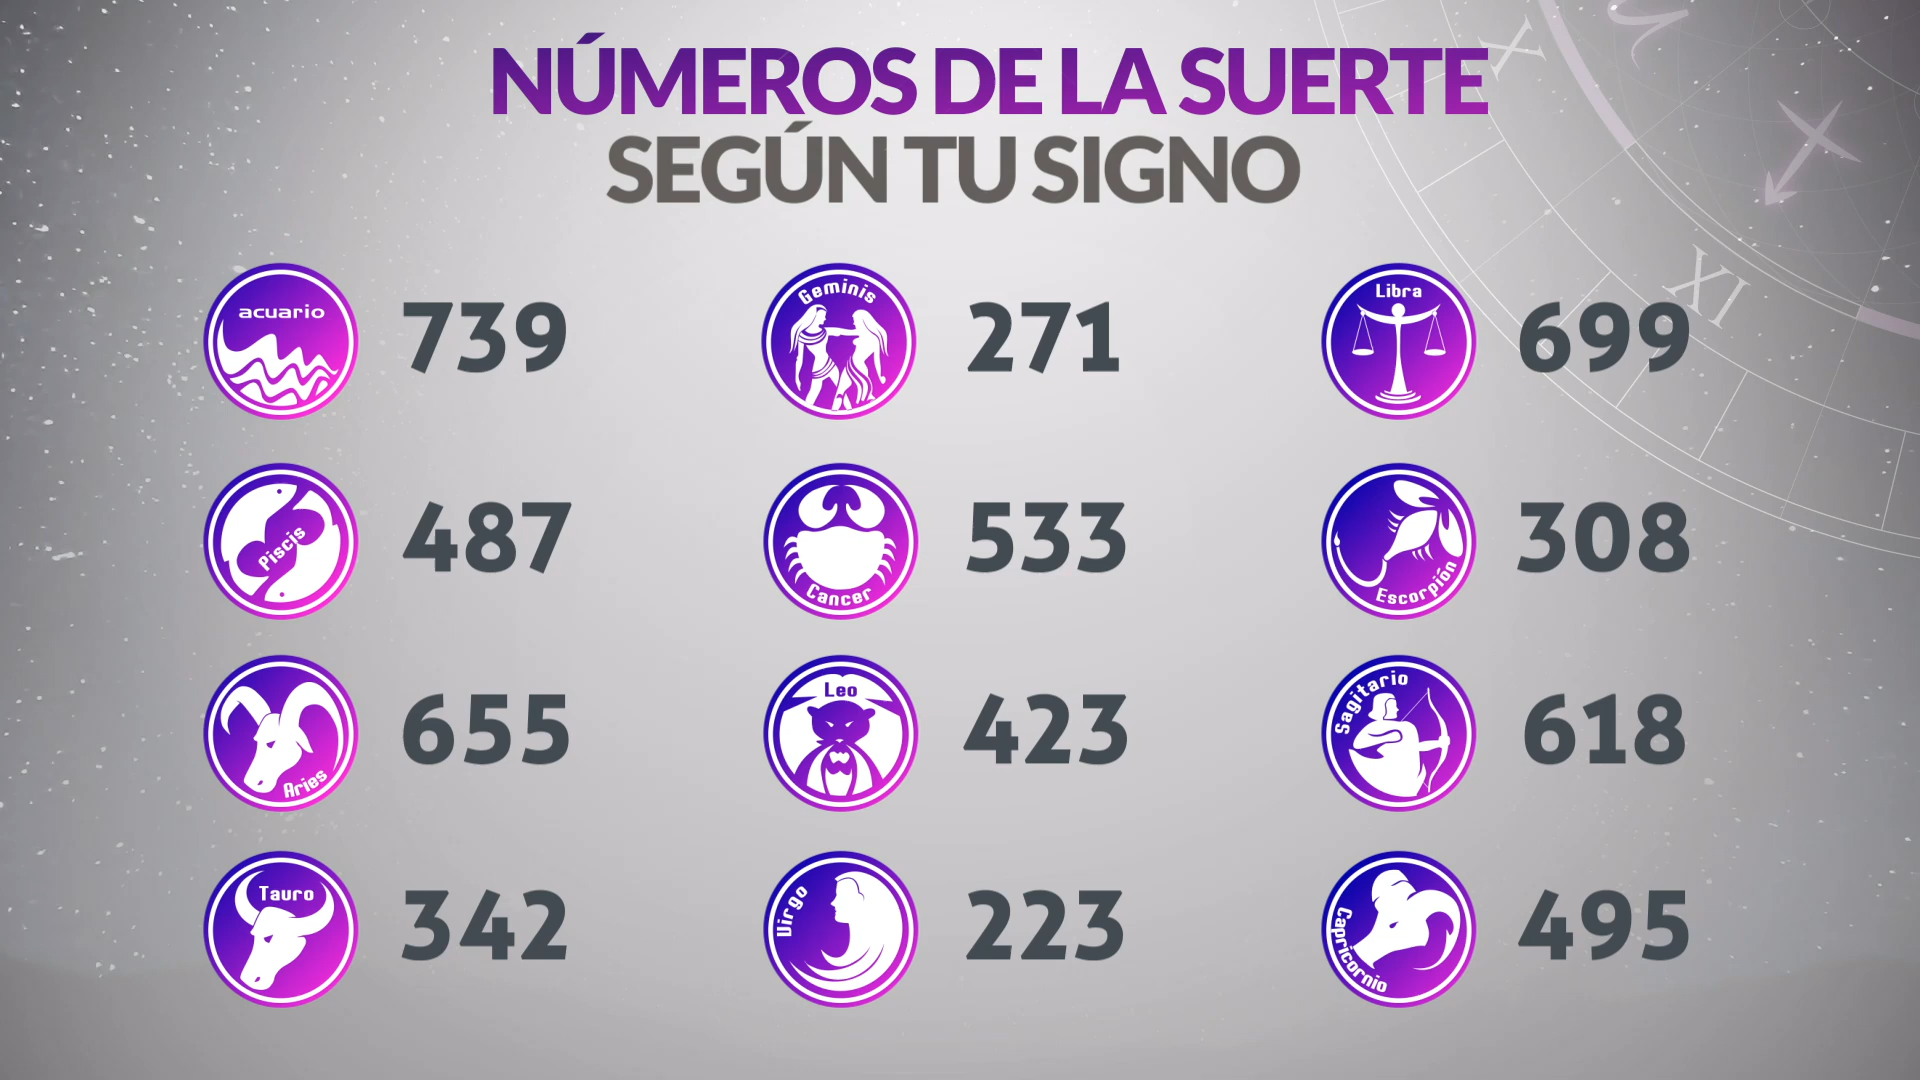 NÚMEROS DE LA SUERTE
SEGÚN TU SIGNO
acuario 739
Geminis 271
Libra 699
Piscis 487
Cancer 533
Escorpión 308
Aries 655
Leo 423
Sagitario 618
Tauro 342
Virgo 223
Capricornio 495
X
XI